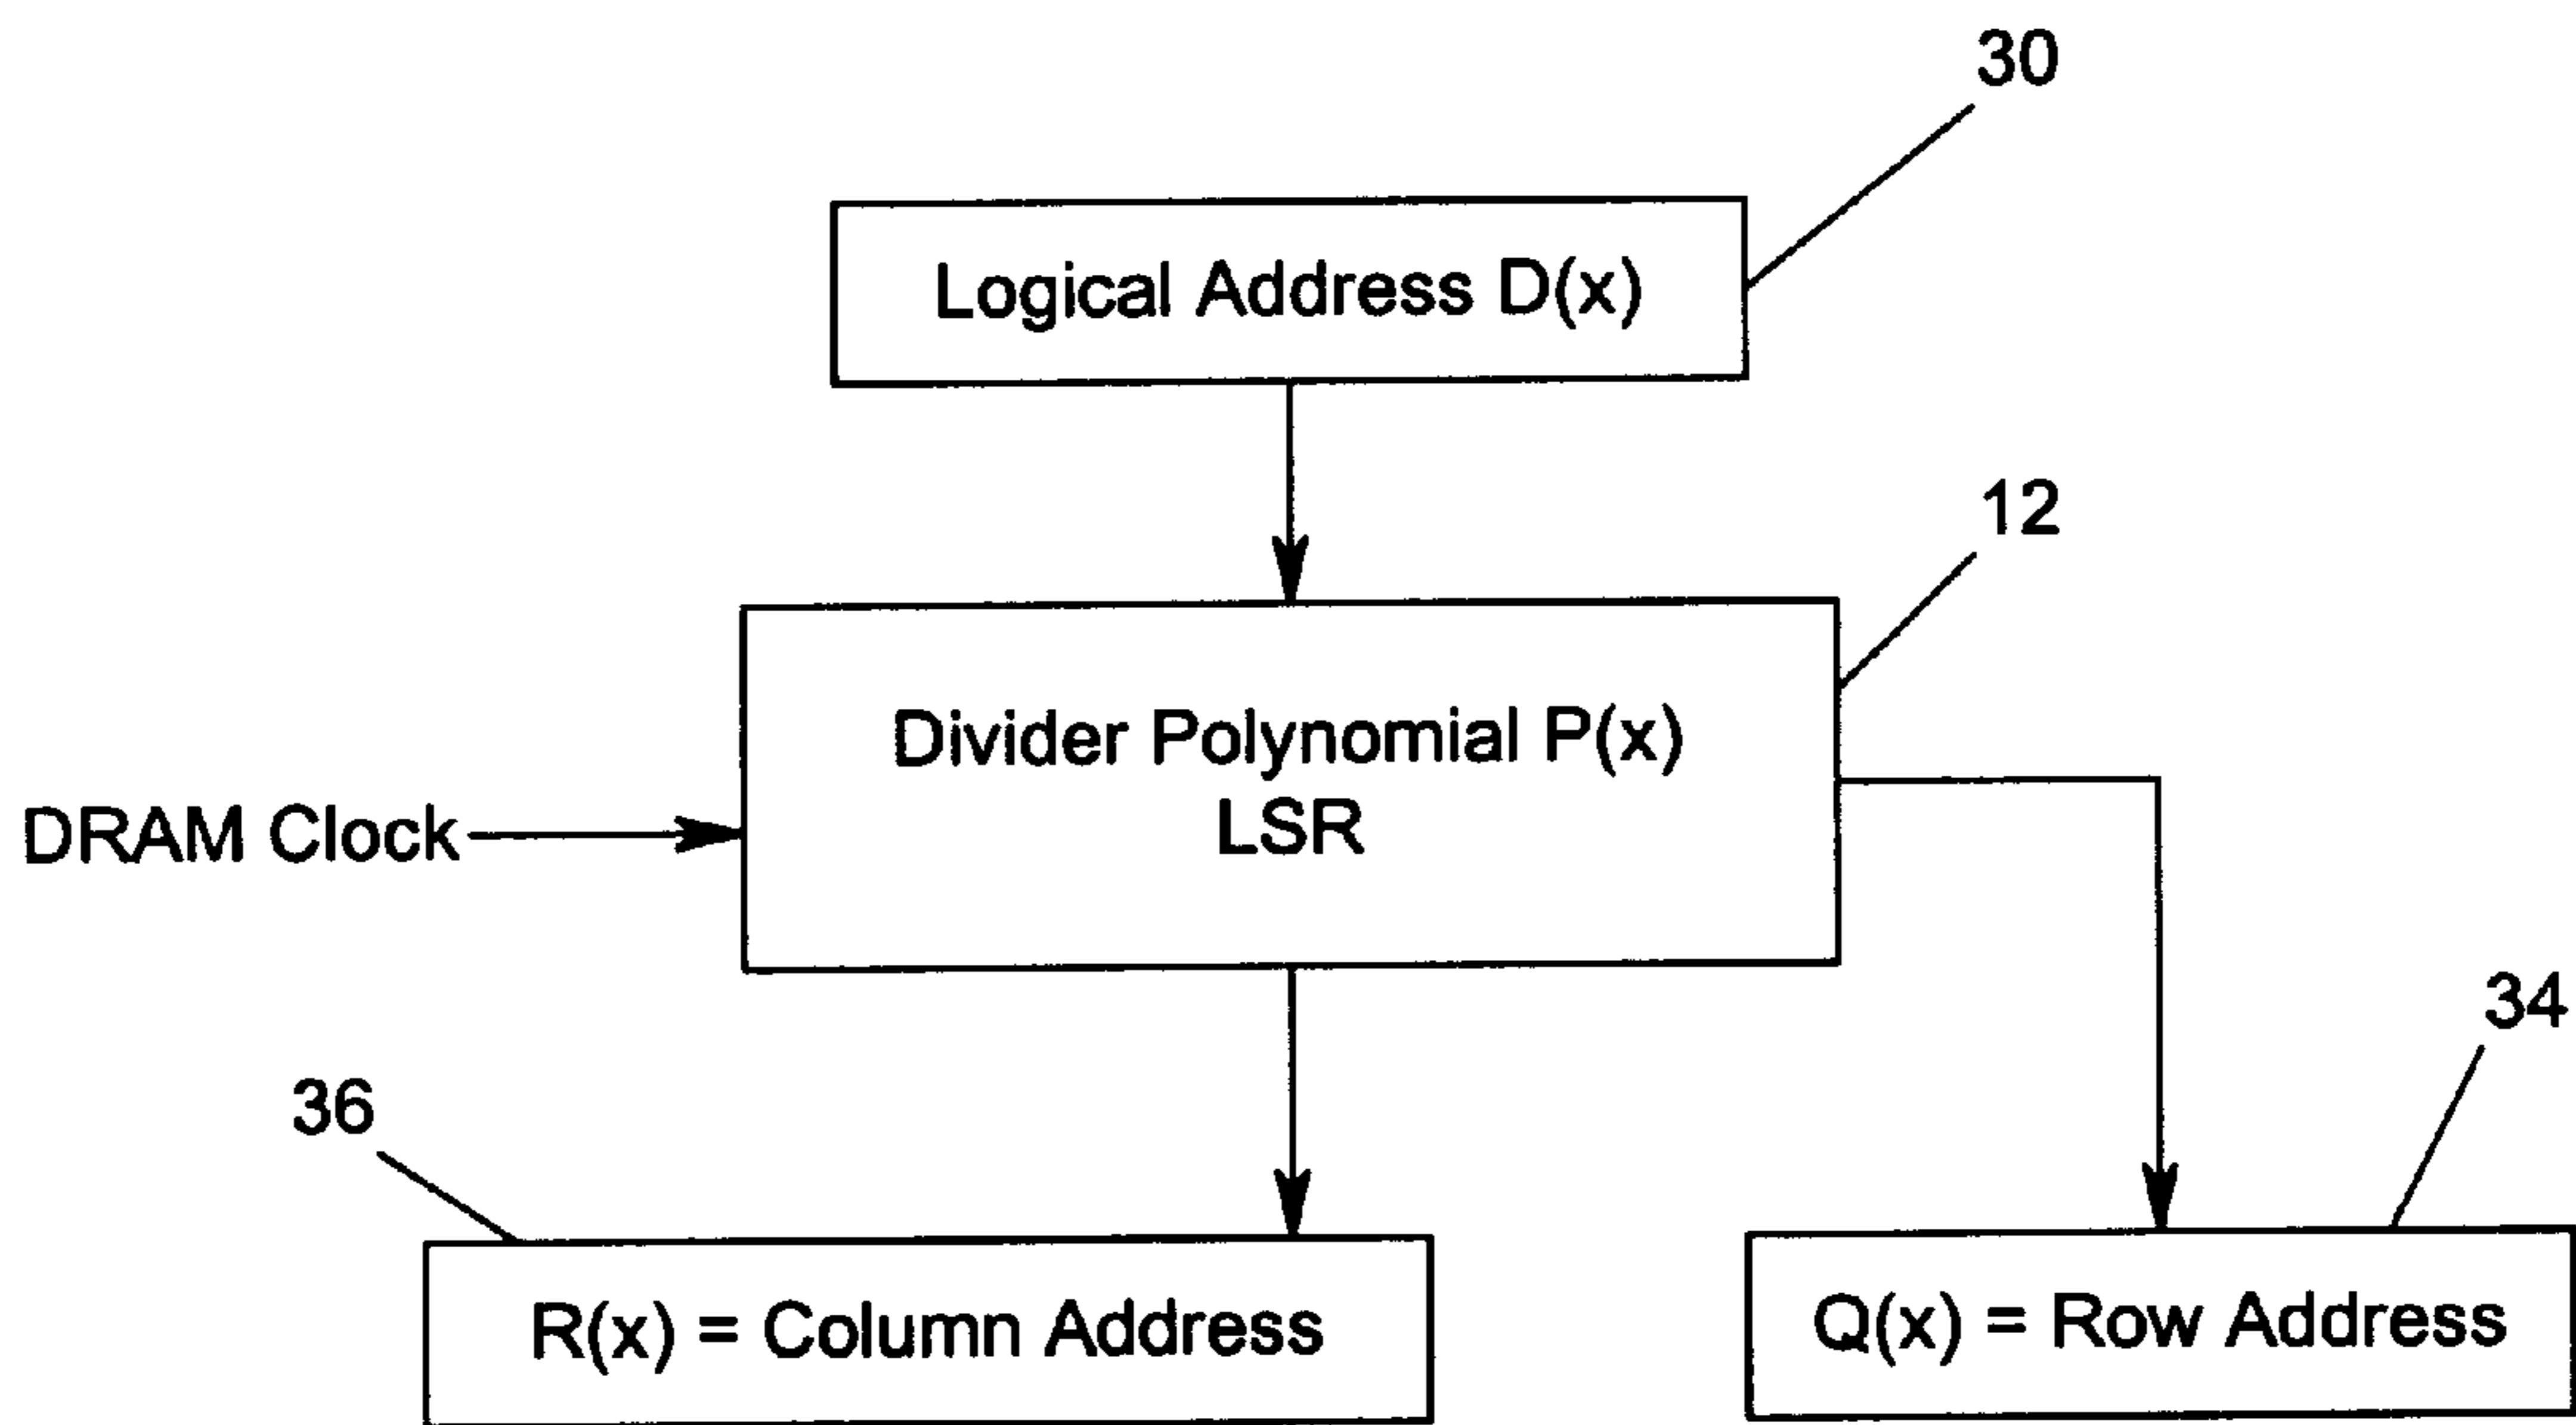 30
Logical Address D(x)
12
Divider Polynomial P(x)
LSR
DRAM Clock
34
36
R(x) = Column Address
Q(x) = Row Address